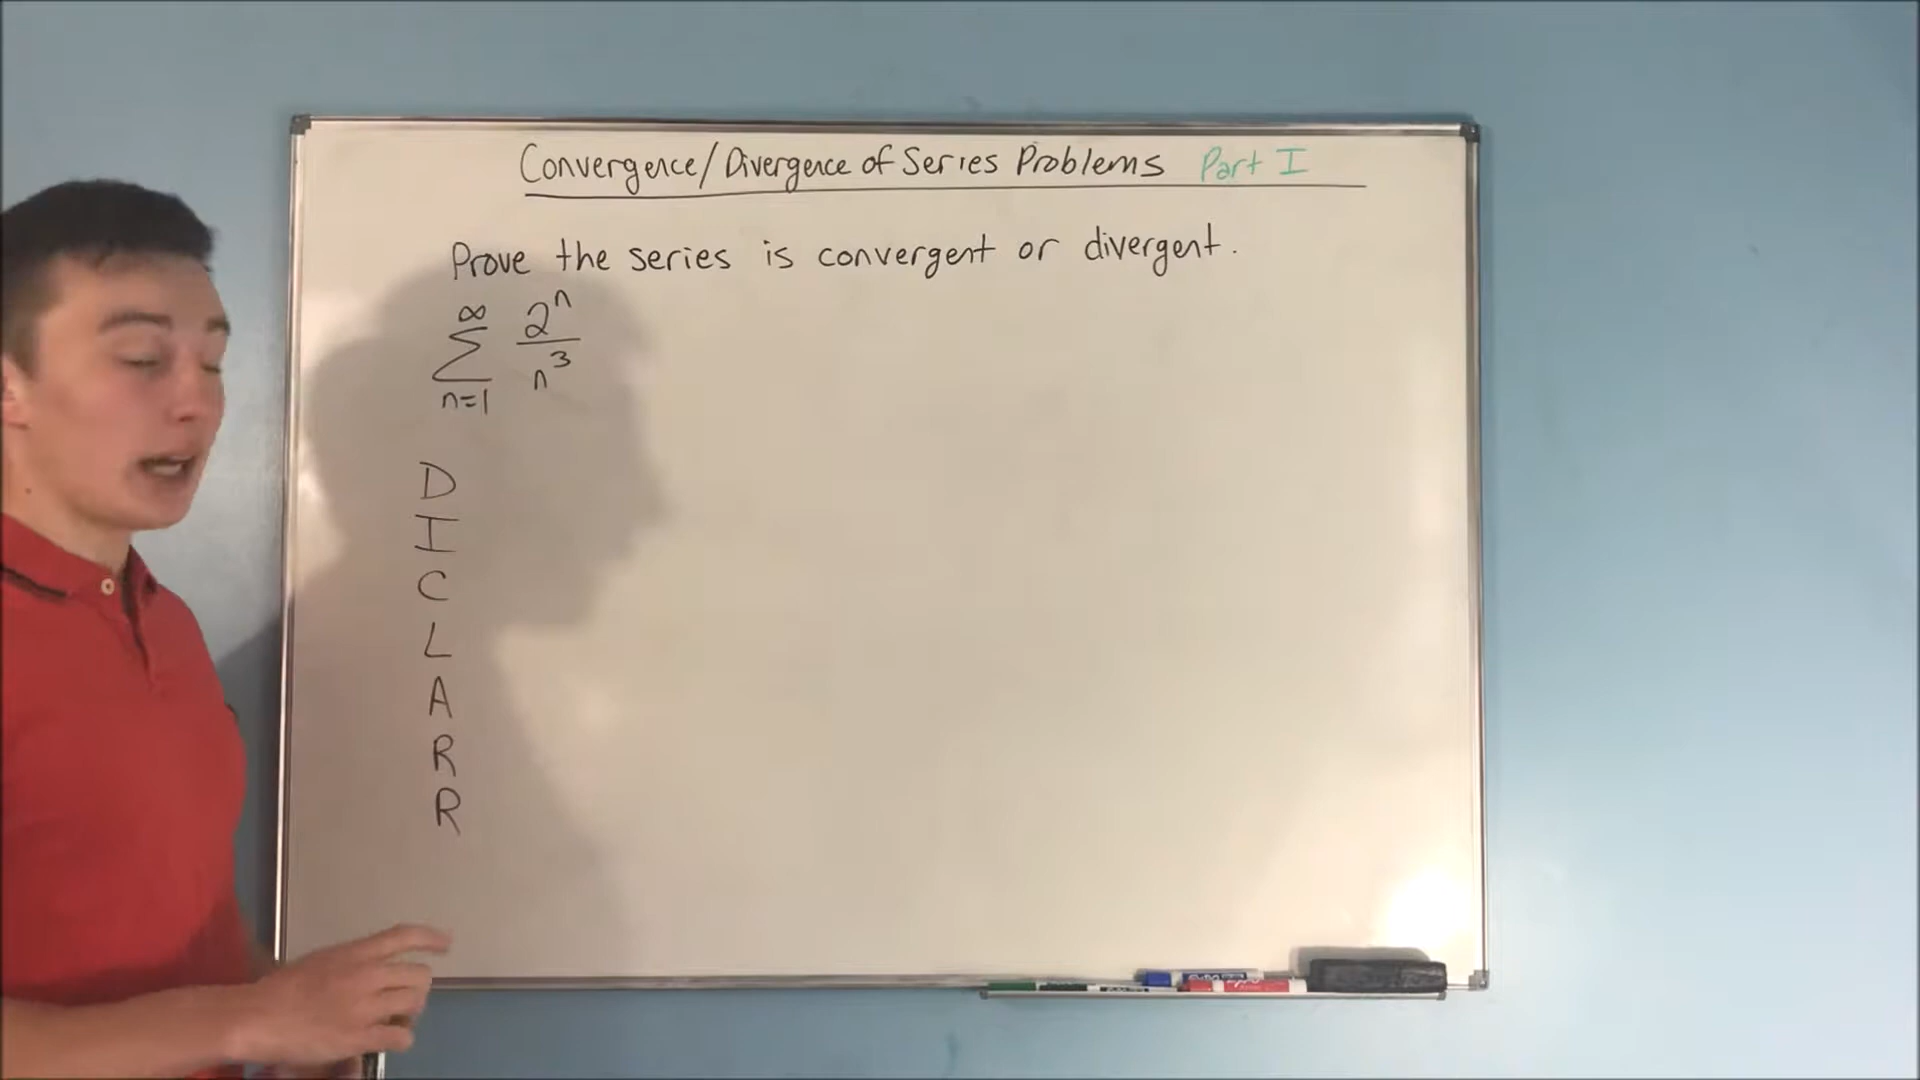 Convergence/Divergence of Series Problems Part I
Prove the series is convergent or divergent.
∞
∑ 2ⁿ/n³
n=1
D
I
C
L
A
R
R